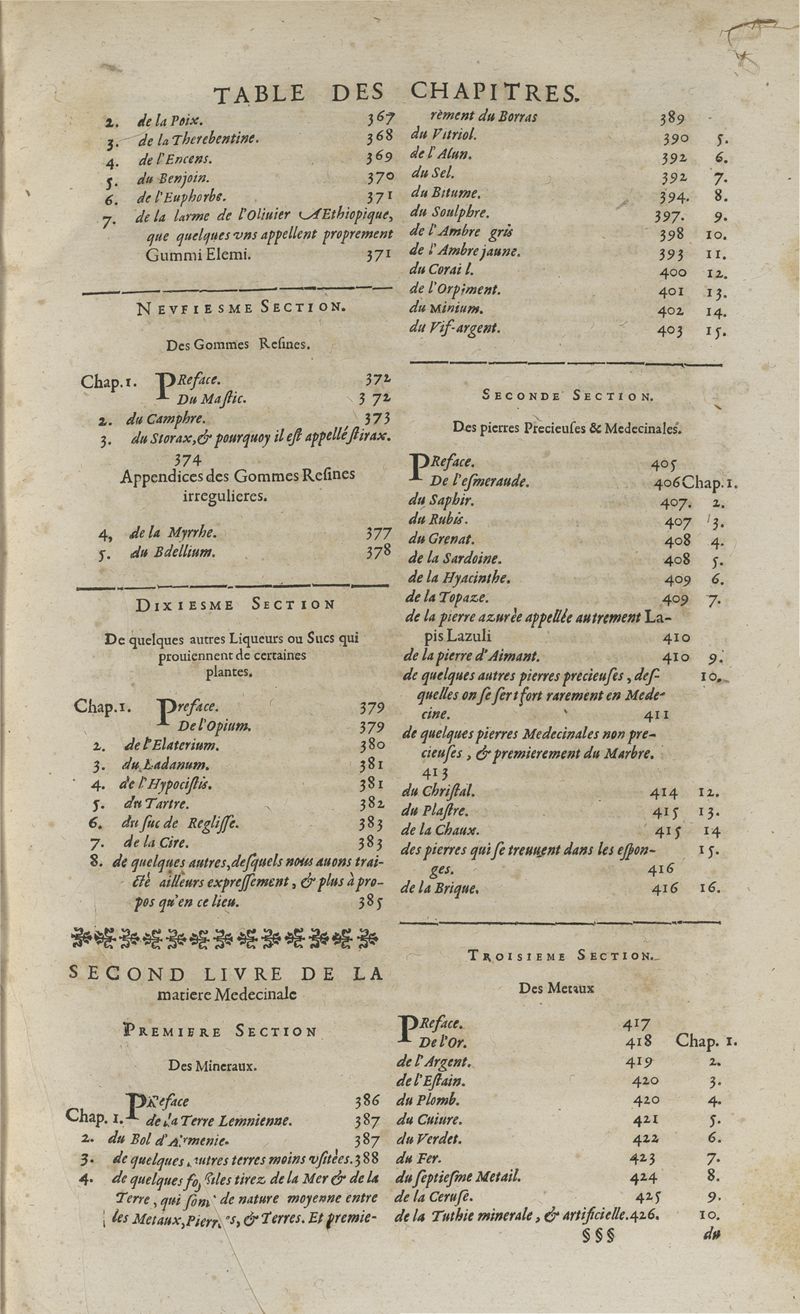 TABLE DES CHAPITRES.
2. de la Poix. 367
3. de la Therebentine. 368
4. de l'Encens. 369
5. du Benjoin. 370
6. de l'Euphorbe. 371
7. de la larme de l'Oliuier AEthiopique,
que quelques vns appellent proprement
Gummi Elemi. 371
NEVFIESME SECTION.
Des Gommes Resines.
Chap. 1. PReface. 372
Du Mastic. 372
2. du Camphre. 373
3. du Storax, & pourquoy il est appellé stirax.
374
Appendices des Gommes Resines
irregulieres.
4, de la Myrrhe. 377
5. du Bdellium. 378
DIXIESME SECTION
De quelques autres Liqueurs ou Sucs qui
prouiennent de certaines
plantes.
Chap. 1. Preface. 379
De l'Opium. 379
2. de l'Elaterium. 380
3. du Ladanum. 381
4. de l'Hypocistis. 381
5. du Tartre. 382
6. du suc de Reglisse. 383
7. de la Cire. 383
8. de quelques autres, desquels nous auons trai-
cté ailleurs expressement, & plus à pro-
pos qu'en ce lieu. 385
SECOND LIVRE DE LA
matiere Medecinale
PREMIERE SECTION
Des Mineraux.
PReface 386
Chap. 1. de la Terre Lemnienne. 387
2. du Bol d'Armenie. 387
3. de quelques autres terres moins vsitées. 388
4. de quelques fossiles tirez de la Mer & de la
Terre, qui sont de nature moyenne entre
les Metaux, Pierres, & Terres. Et premie-
rèment du Borras 389
du Vitriol. 390 5.
de l'Alun. 392 6.
du Sel. 392 7.
du Bitume. 394. 8.
du Soulphre. 397. 9.
de l'Ambre gris 398 10.
de l'Ambre jaune. 393 11.
du Corail. 400 12.
de l'Orpiment. 401 13.
du Minium. 402 14.
du Vif-argent. 403 15.
SECONDE SECTION.
Des pierres Precieuses & Medecinales.
PReface. 405
De l'esmeraude. 406 Chap. 1.
du Saphir. 407. 2.
du Rubis. 407 3.
du Grenat. 408 4.
de la Sardoine. 408 5.
de la Hyacinthe. 409 6.
de la Topaze. 409 7.
de la pierre azurèe appellée autrement La-
pis Lazuli 410
de la pierre d'Aimant. 410 9.
de quelques autres pierres precieuses, des- 10.
quelles on se sert fort rarement en Mede-
cine. 411
de quelques pierres Medecinales non pre-
cieuses, & premierement du Marbre.
413
du Christal. 414 12.
du Plastre. 415 13.
de la Chaux. 415 14
des pierres qui se treuuent dans les espon- 15.
ges. 416
de la Brique. 416 16.
TROISIEME SECTION.
Des Metaux
PReface. 417
De l'Or. 418 Chap. 1.
de l'Argent. 419 2.
de l'Estain. 420 3.
du Plomb. 420 4.
du Cuiure. 421 5.
du Verdet. 422 6.
du Fer. 423 7.
du septiesme Metail. 424 8.
de la Ceruse. 425 9.
de la Tuthie minerale, & artificielle. 426. 10.
§§§ du